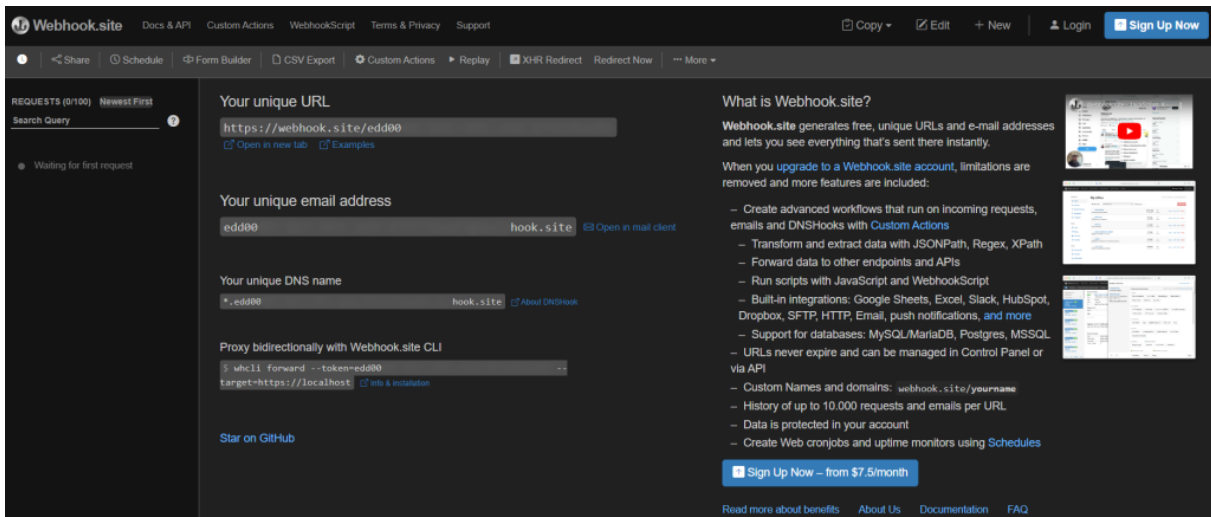 Webhook.site Docs & API Custom Actions WebhookScript Terms & Privacy Support Copy Edit New Login Sign Up Now
Share Schedule Form Builder CSV Export Custom Actions Replay XHR Redirect Redirect Now More
REQUESTS (0/100) Newest First
Search Query
Waiting for first request
Your unique URL
https://webhook.site/edd00
Open in new tab Examples
Your unique email address
edd00 hook.site Open in mail client
Your unique DNS name
*.edd00 hook.site About DNSHook
Proxy bidirectionally with Webhook.site CLI
$ whcli forward --token=edd00 --
target=https://localhost Info & installation
Star on GitHub
What is Webhook.site?
Webhook.site generates free, unique URLs and e-mail addresses
and lets you see everything that's sent there instantly.
When you upgrade to a Webhook.site account, limitations are
removed and more features are included:
– Create advanced workflows that run on incoming requests,
emails and DNSHooks with Custom Actions
– Transform and extract data with JSONPath, Regex, XPath
– Forward data to other endpoints and APIs
– Run scripts with JavaScript and WebhookScript
– Built-in integrations: Google Sheets, Excel, Slack, HubSpot,
Dropbox, SFTP, HTTP, Email, push notifications, and more
– Support for databases: MySQL/MariaDB, Postgres, MSSQL
– URLs never expire and can be managed in Control Panel or
via API
– Custom Names and domains: webhook.site/yourname
– History of up to 10.000 requests and emails per URL
– Data is protected in your account
– Create Web cronjobs and uptime monitors using Schedules
Sign Up Now – from $7.5/month
Read more about benefits About Us Documentation FAQ